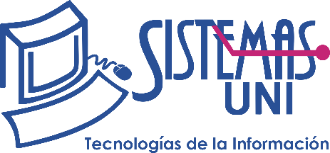 SISTEMAS
UNI
Tecnologías de la Información